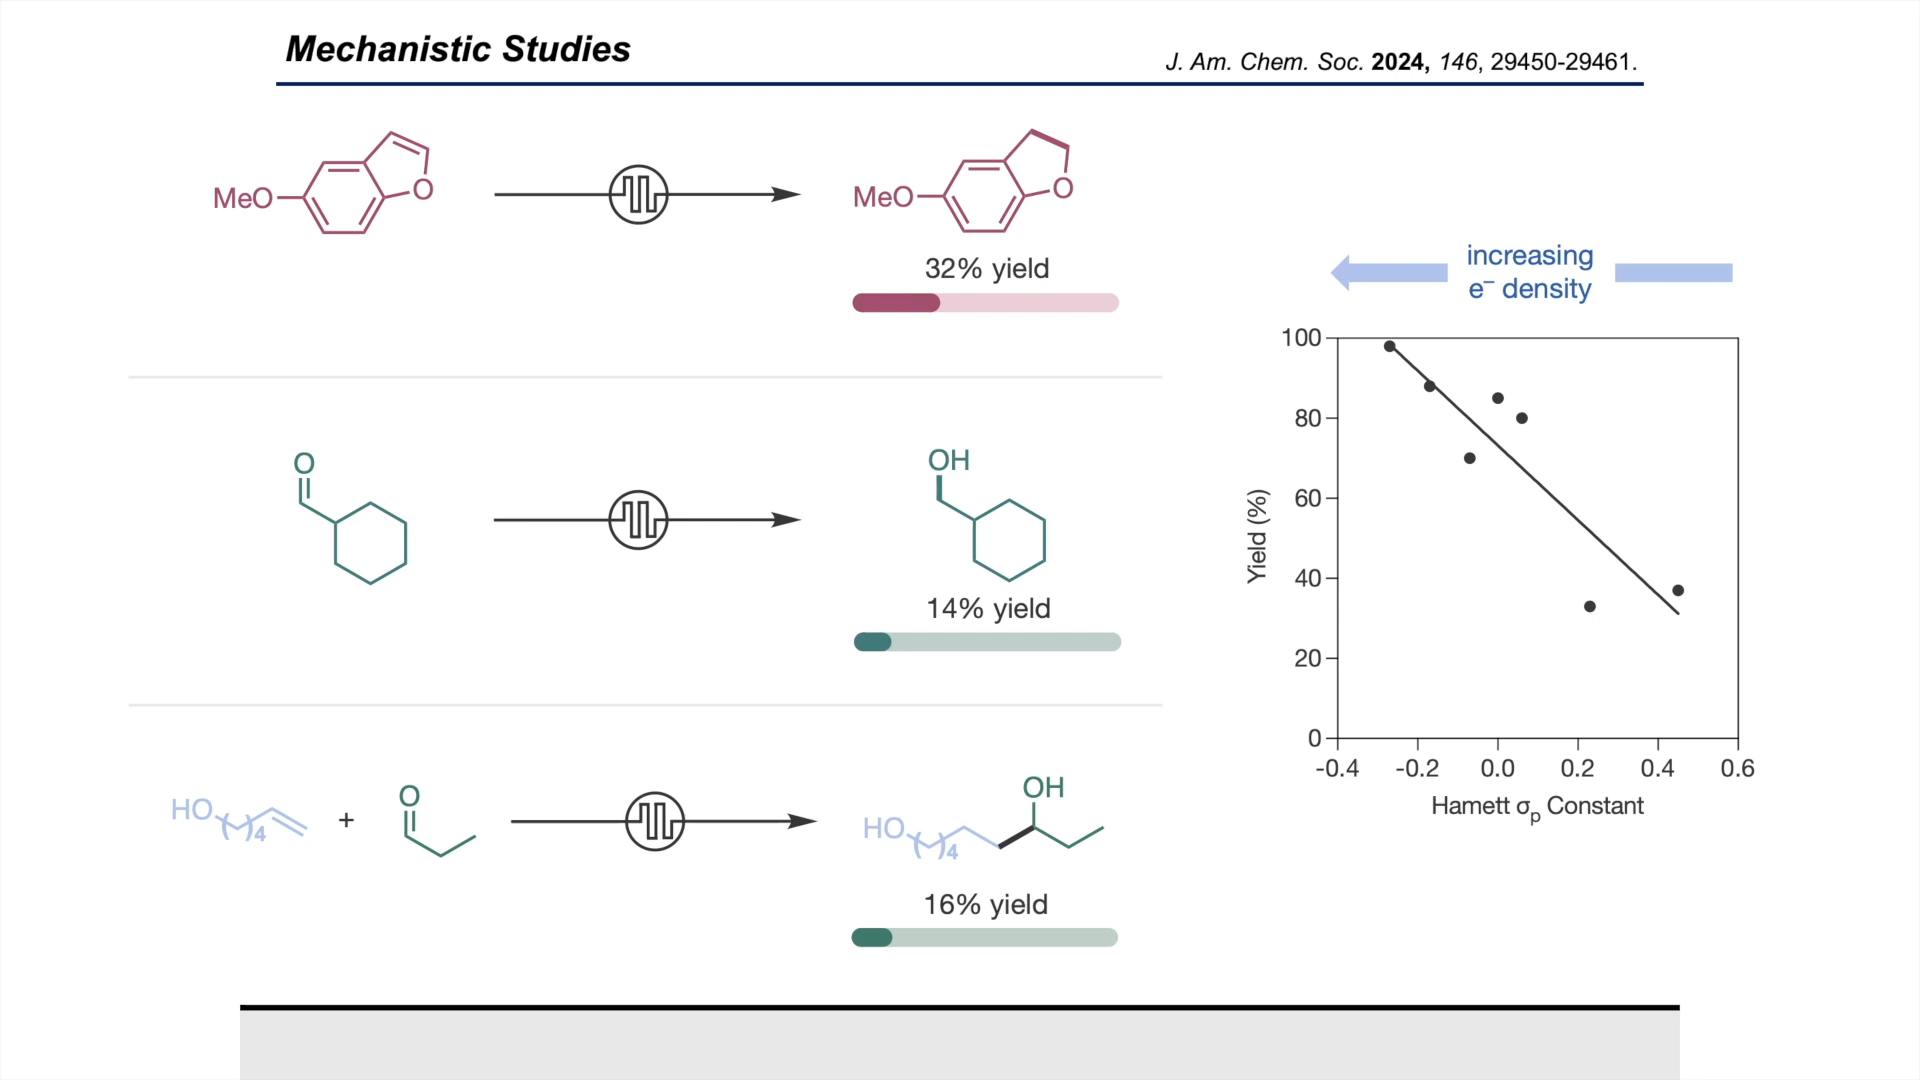 Mechanistic Studies
J. Am. Chem. Soc. 2024, 146, 29450-29461.
MeO
O
MeO
O
32% yield
O
OH
14% yield
HO
4
+
O
HO
4
OH
16% yield
increasing
e⁻ density
100
80
60
40
20
0
Yield (%)
-0.4 -0.2 0.0 0.2 0.4 0.6
Hamett σp Constant